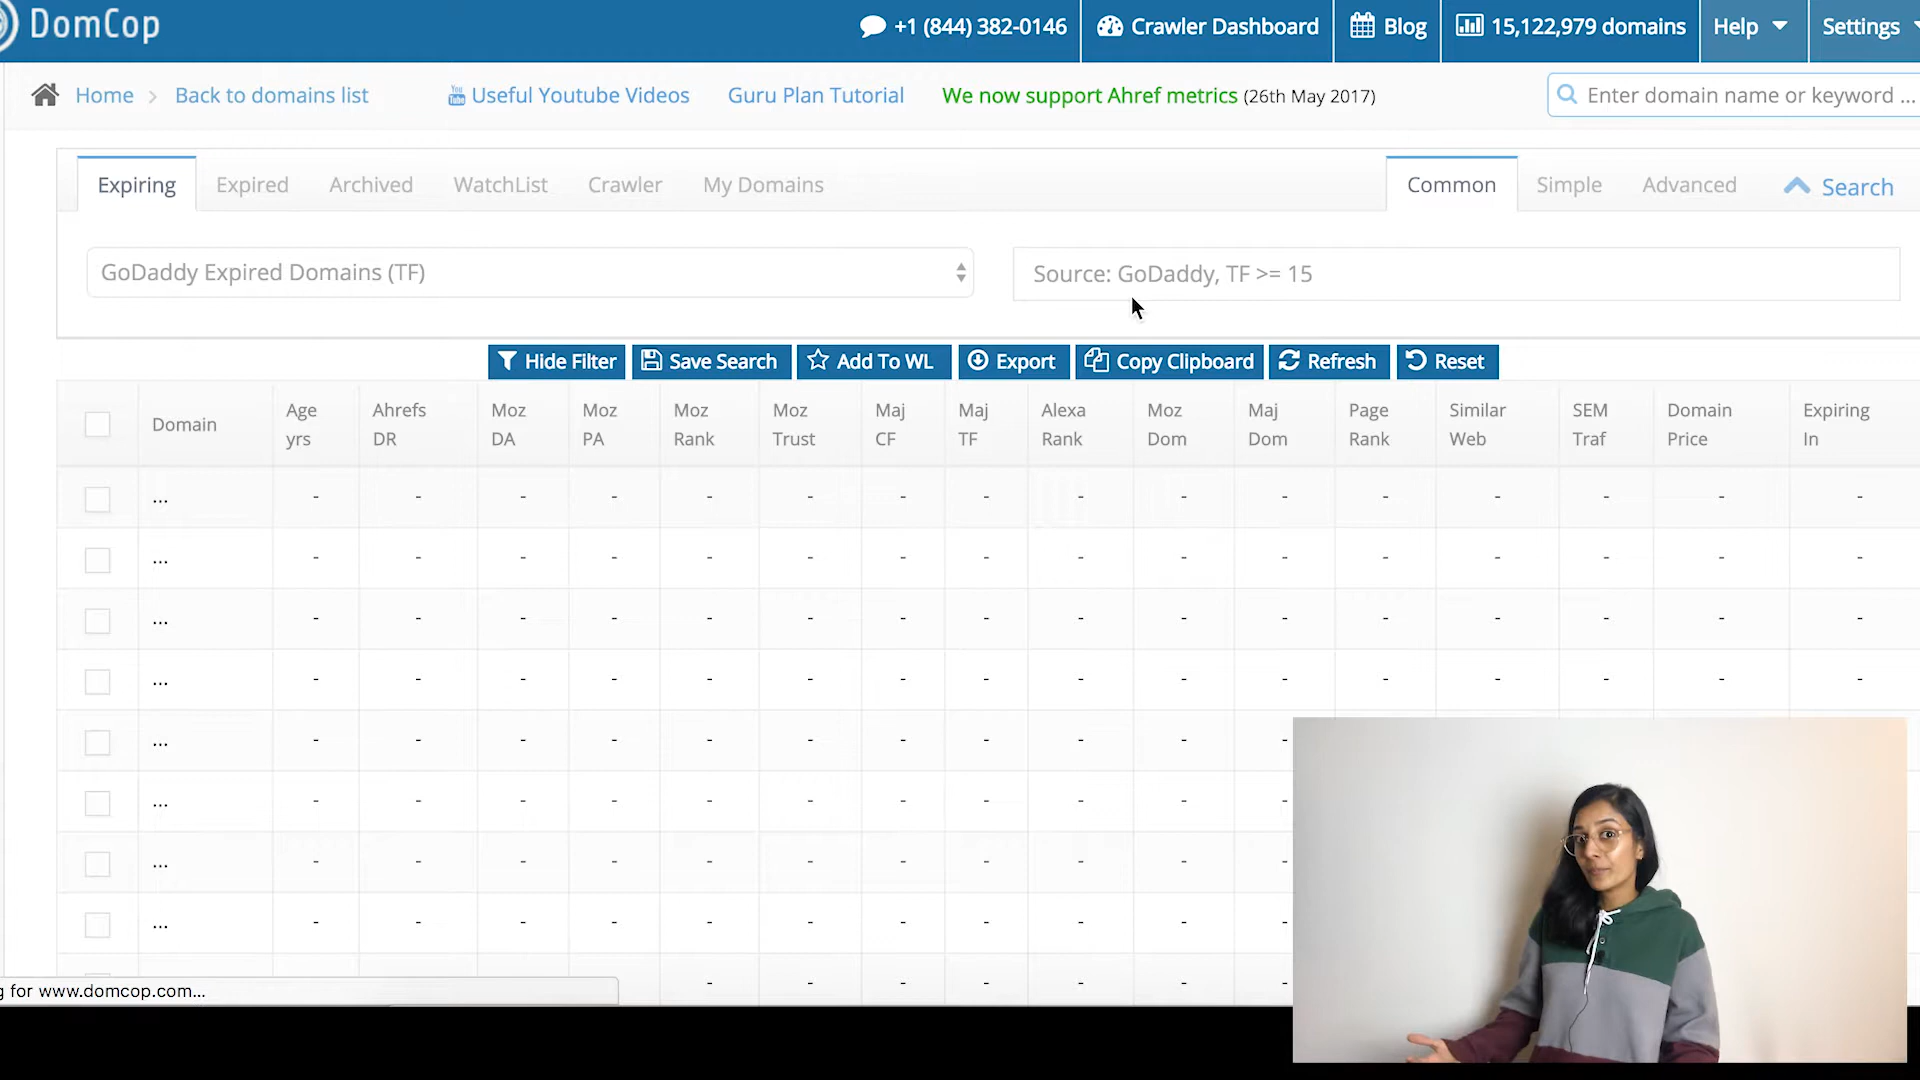 DomCop
+1 (844) 382-0146
Crawler Dashboard
Blog
15,122,979 domains
Help
Settings
Home
Back to domains list
You Tube
Useful Youtube Videos
Guru Plan Tutorial
We now support Ahref metrics (26th May 2017)
Enter domain name or keyword ...
Expiring
Expired
Archived
WatchList
Crawler
My Domains
Common
Simple
Advanced
Search
GoDaddy Expired Domains (TF)
Source: GoDaddy, TF >= 15
Hide Filter
Save Search
Add To WL
Export
Copy Clipboard
Refresh
Reset
Domain
Age yrs
Ahrefs DR
Moz DA
Moz PA
Moz Rank
Moz Trust
Maj CF
Maj TF
Alexa Rank
Moz Dom
Maj Dom
Page Rank
Similar Web
SEM Traf
Domain Price
Expiring In
... - - - - - - - - - - - - - - - -
... - - - - - - - - - - - - - - - -
... - - - - - - - - - - - - - - - -
... - - - - - - - - - - - - - - - -
... - - - - - - - - - - -
... - - - - - - - - - - -
... - - - - - - - - - - -
... - - - - - - - - - - -
- - - - - - -
g for www.domcop.com...